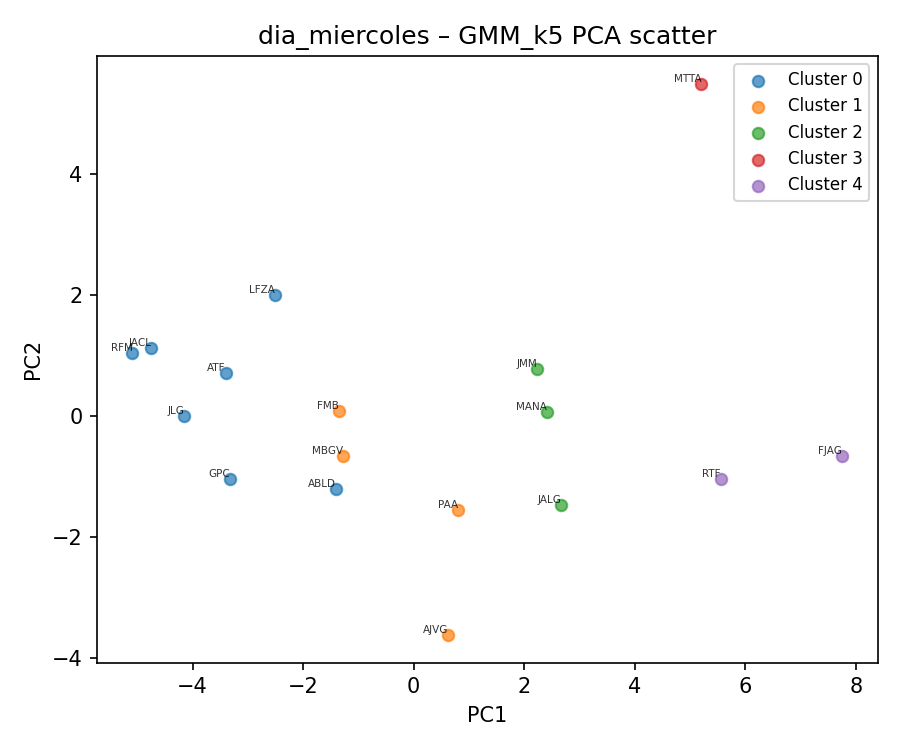 dia_miercoles – GMM_k5 PCA scatter
MTTA
Cluster 0
Cluster 1
Cluster 2
Cluster 3
Cluster 4
4
LFZA
2
JACL
RFM
ATF
JMM
FMB
MANA
JLG
0
MBGV
FJAG
GPC
RTF
ABLD
JALG
PAA
−2
AJVG
−4
PC2
−4 −2 0 2 4 6 8
PC1